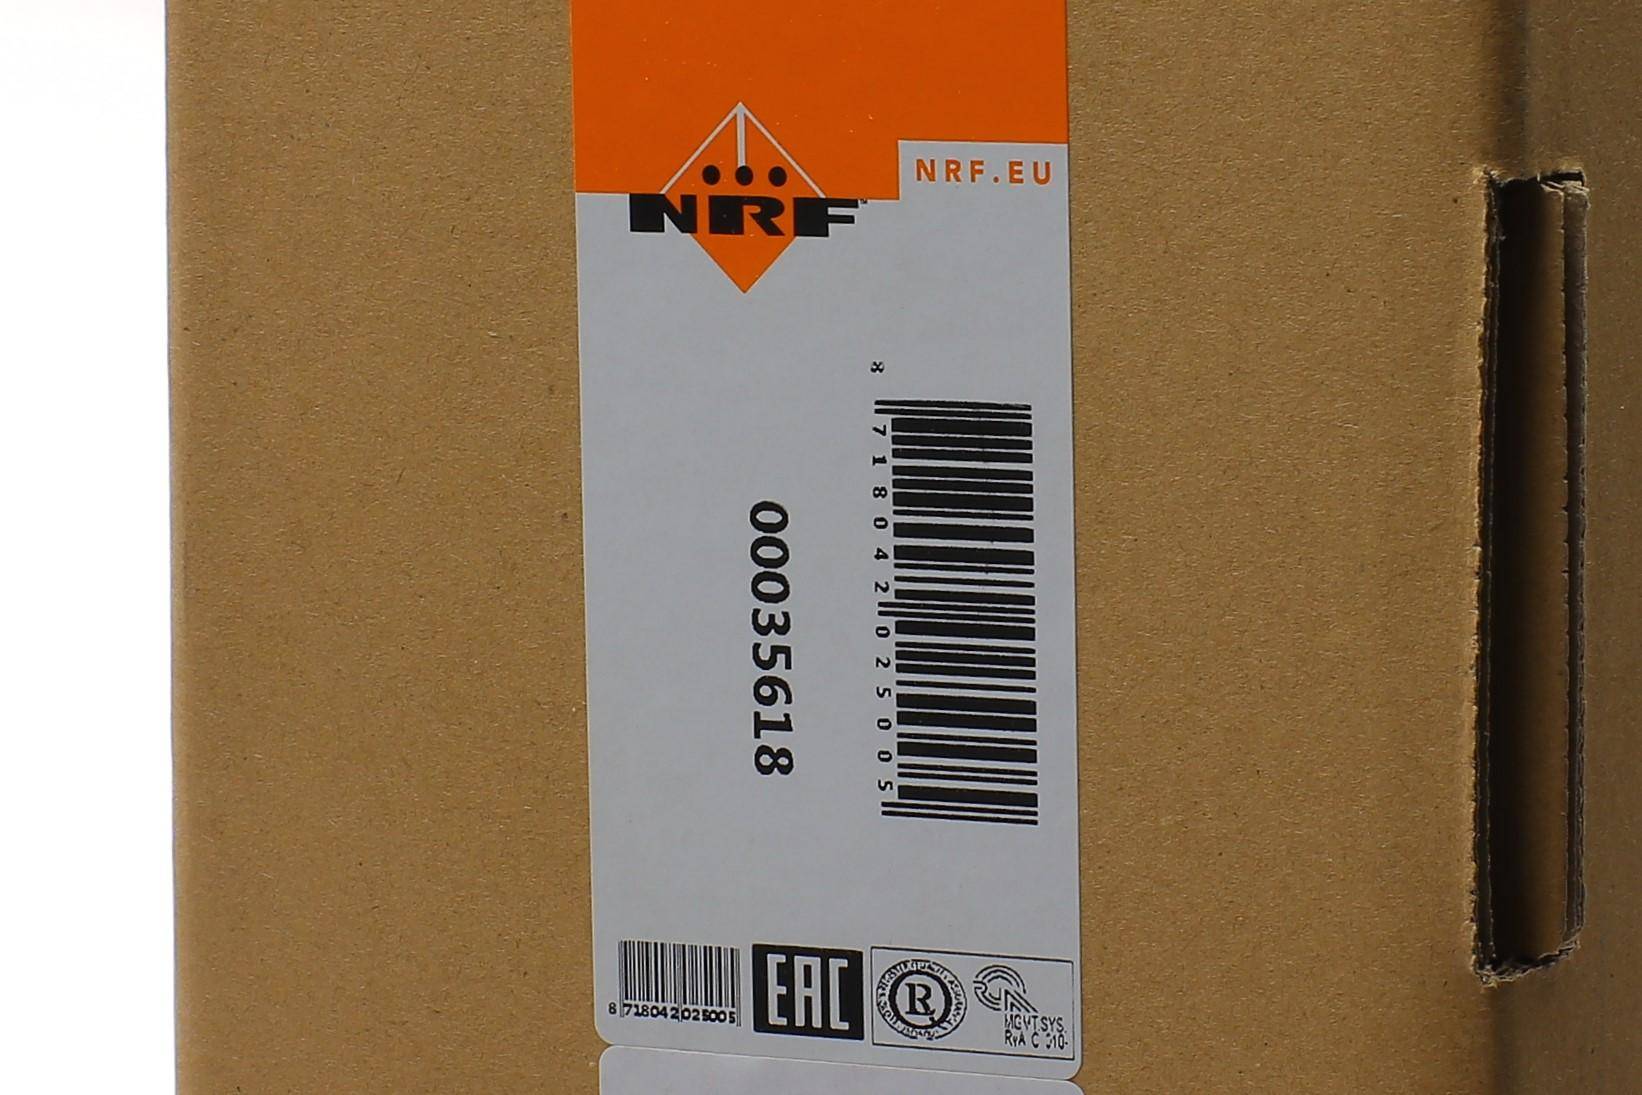 NRF
NRF.EU
8 718042 025005
00035618
8 718042 025005
EAC
R
MGMT.SYS.
RvA C 010-